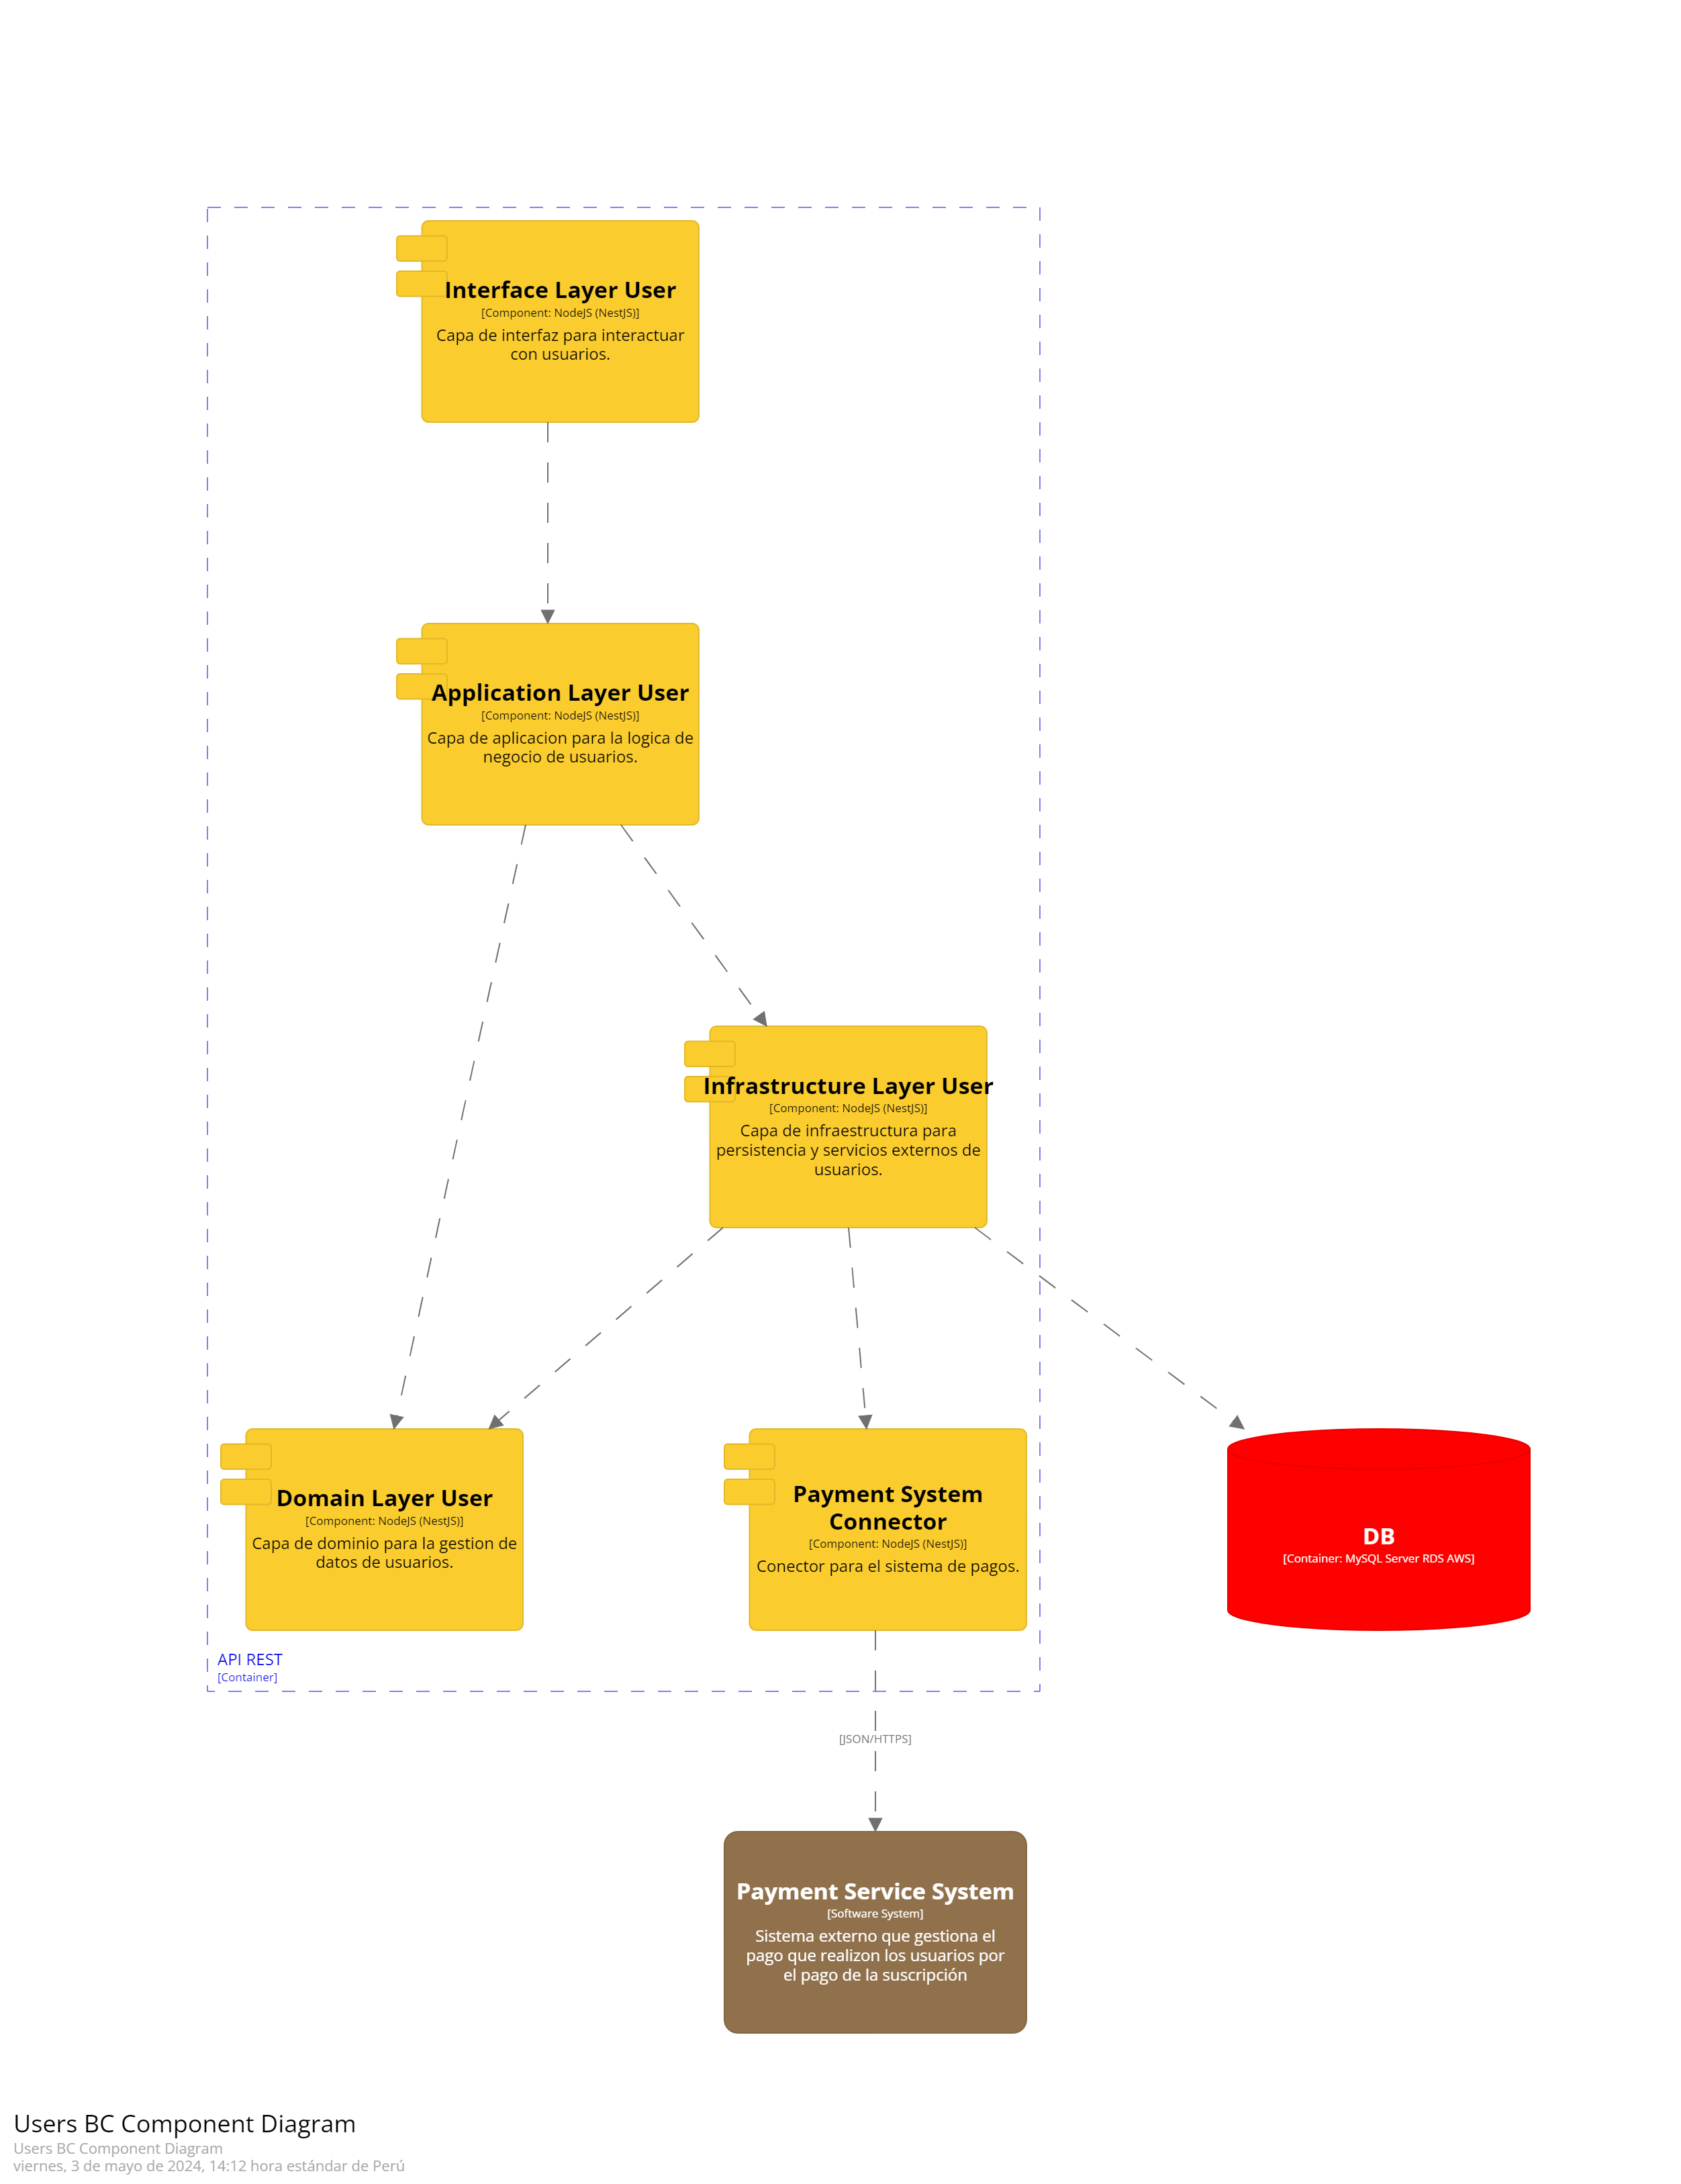 Interface Layer User
[Component: NodeJS (NestJS)]
Capa de interfaz para interactuar
con usuarios.
Application Layer User
[Component: NodeJS (NestJS)]
Capa de aplicacion para la logica de
negocio de usuarios.
Infrastructure Layer User
[Component: NodeJS (NestJS)]
Capa de infraestructura para
persistencia y servicios externos de
usuarios.
Domain Layer User
[Component: NodeJS (NestJS)]
Capa de dominio para la gestion de
datos de usuarios.
Payment System
Connector
[Component: NodeJS (NestJS)]
Conector para el sistema de pagos.
DB
[Container: MySQL Server RDS AWS]
API REST
[Container]
[JSON/HTTPS]
Payment Service System
[Software System]
Sistema externo que gestiona el
pago que realizon los usuarios por
el pago de la suscripción
Users BC Component Diagram
Users BC Component Diagram
viernes, 3 de mayo de 2024, 14:12 hora estándar de Perú